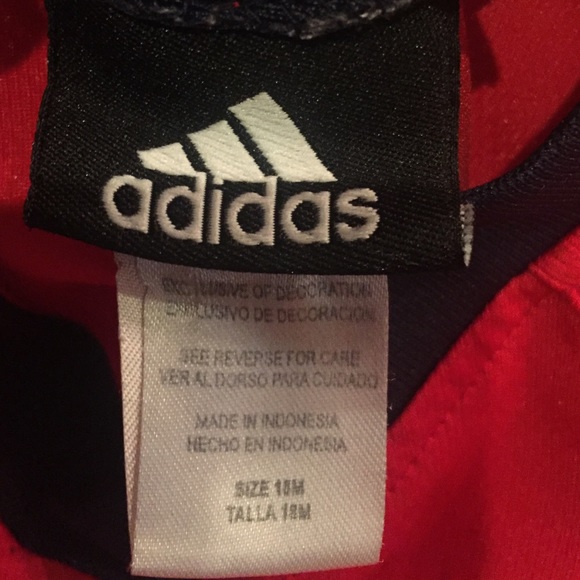 adidas
EXCLUSIVE OF DECORATION
EXCLUSIVO DE DECORACION
SEE REVERSE FOR CARE
VER AL DORSO PARA CUIDADO
MADE IN INDONESIA
HECHO EN INDONESIA
SIZE 18M
TALLA 18M